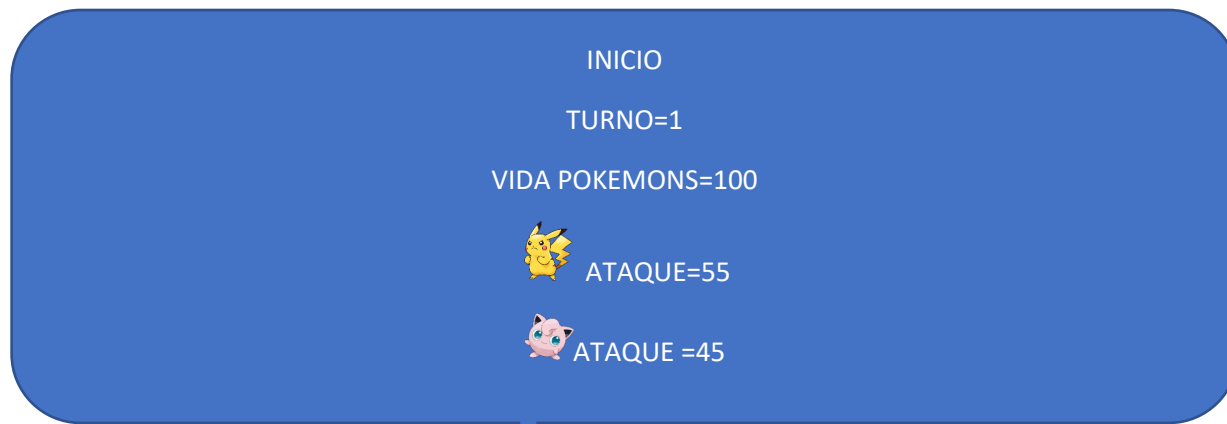 INICIO
TURNO=1
VIDA POKEMONS=100
ATAQUE=55
ATAQUE =45